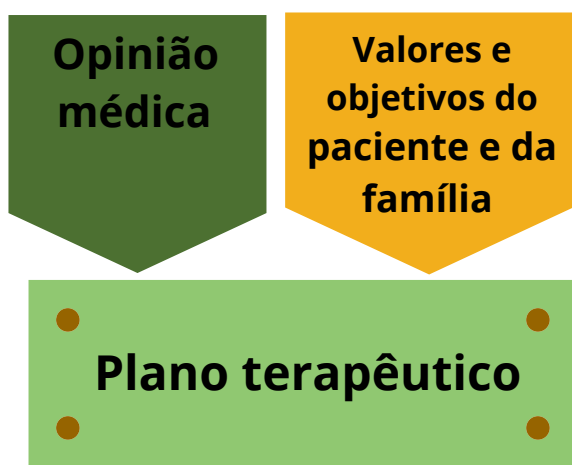 Opinião
médica
Valores e
objetivos do
paciente e da
família
Plano terapêutico